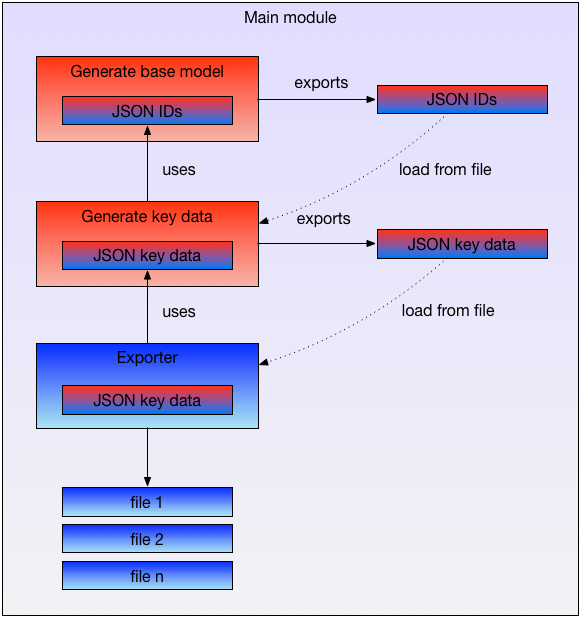 Main module
Generate base model
JSON IDs
exports
JSON IDs
uses
load from file
Generate key data
JSON key data
exports
JSON key data
uses
load from file
Exporter
JSON key data
file 1
file 2
file n